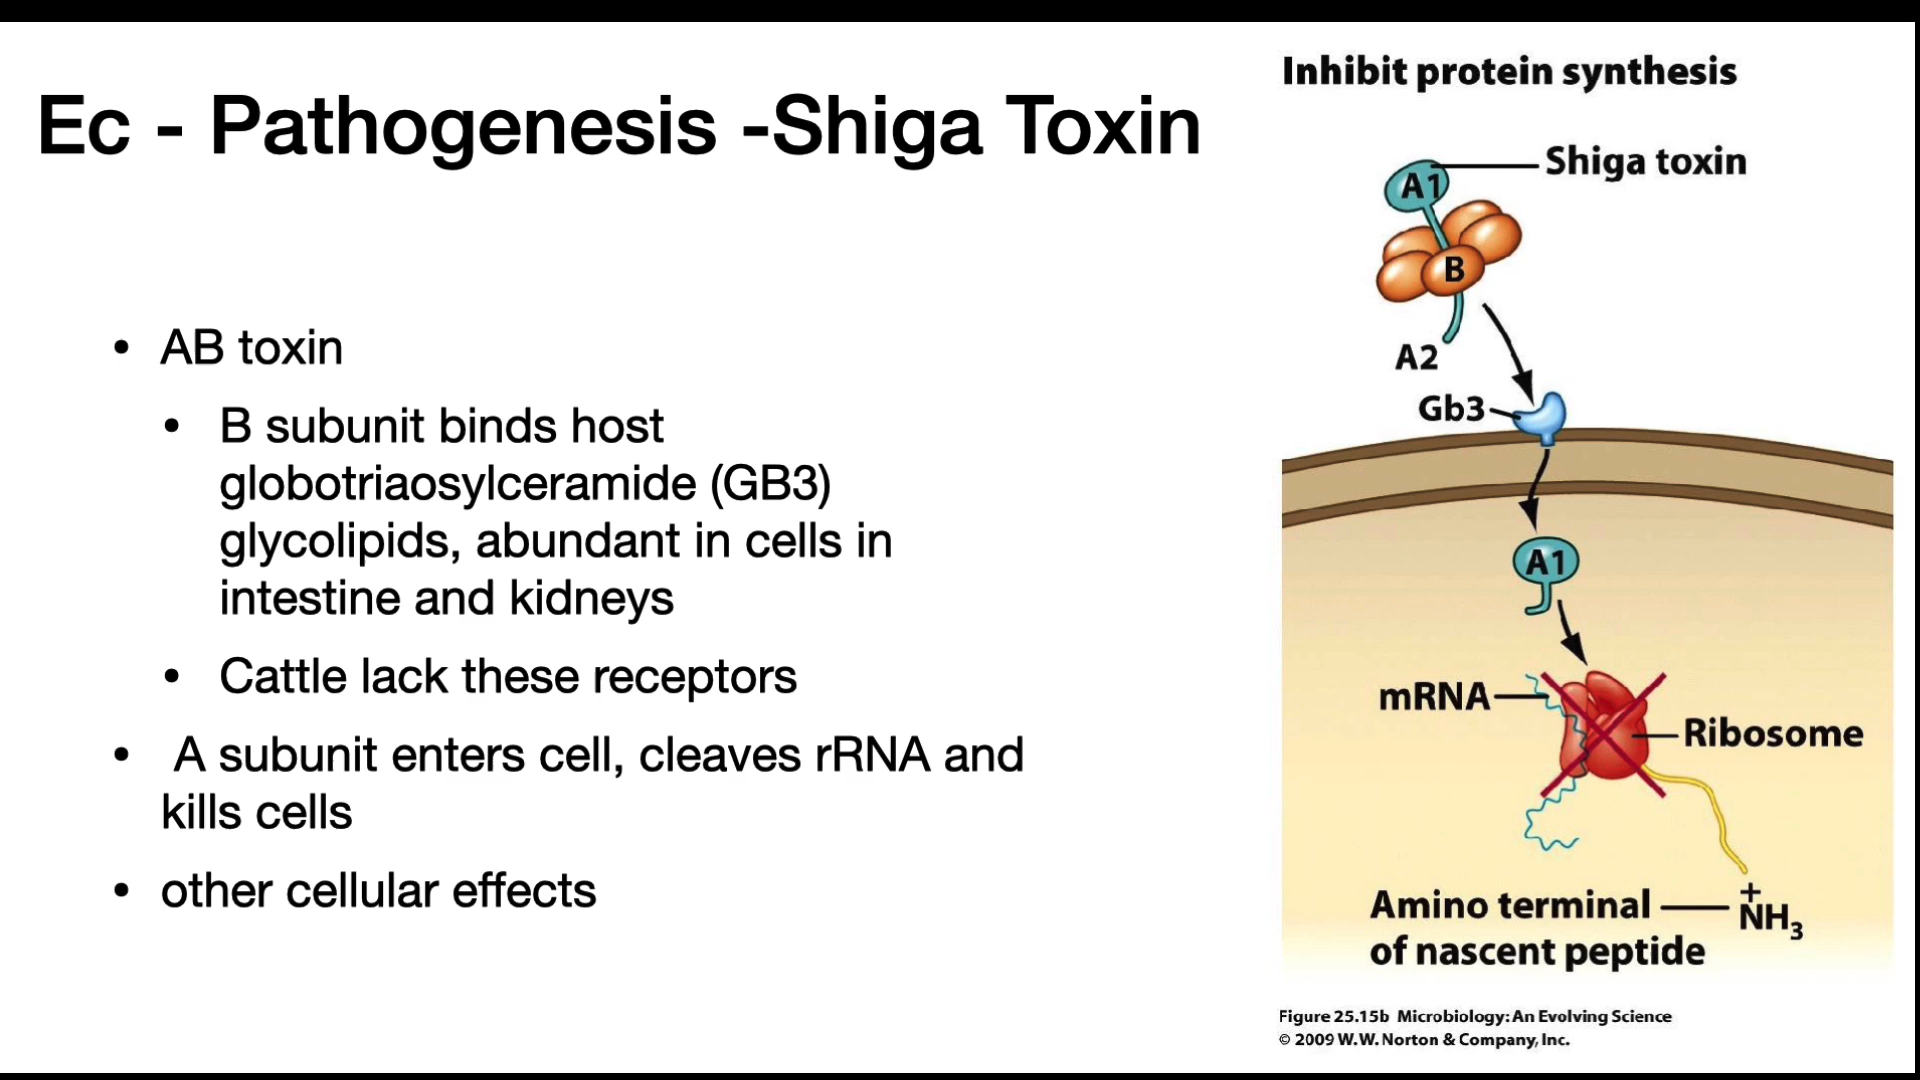 Ec - Pathogenesis -Shiga Toxin
• AB toxin
• B subunit binds host
globotriaosylceramide (GB3)
glycolipids, abundant in cells in
intestine and kidneys
• Cattle lack these receptors
• A subunit enters cell, cleaves rRNA and
kills cells
• other cellular effects
Inhibit protein synthesis
Shiga toxin
A1
B
A2
Gb3
A1
mRNA
Ribosome
Amino terminal
of nascent peptide
+
NH3
Figure 25.15b Microbiology: An Evolving Science
© 2009 W.W. Norton & Company, Inc.